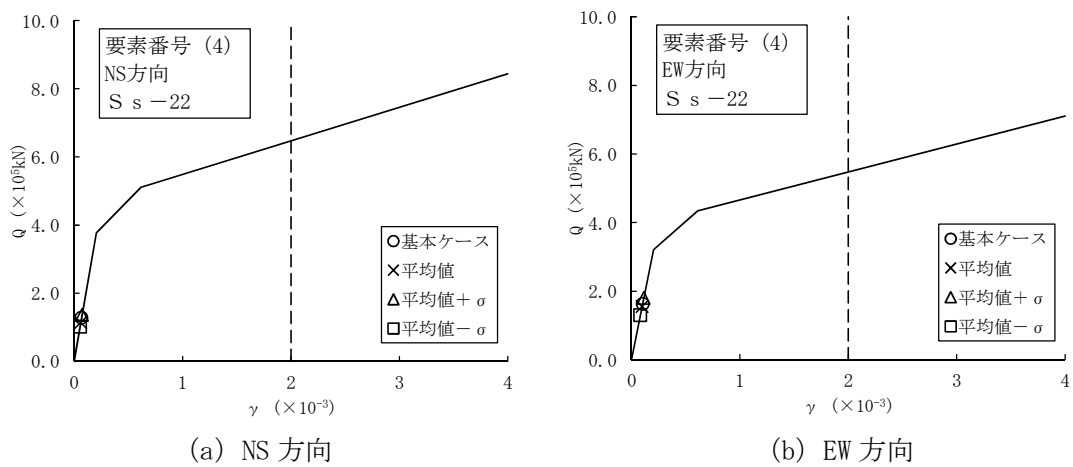 10.0
8.0
6.0
4.0
2.0
0.0
Q (×10⁵kN)
要素番号 (4)
NS方向
Ｓｓ－22
基本ケース
平均値
平均値＋σ
平均値－σ
0 1 2 3 4
γ (×10⁻³)
(a) NS 方向
10.0
8.0
6.0
4.0
2.0
0.0
Q (×10⁵kN)
要素番号 (4)
EW方向
Ｓｓ－22
基本ケース
平均値
平均値＋σ
平均値－σ
0 1 2 3 4
γ (×10⁻³)
(b) EW 方向